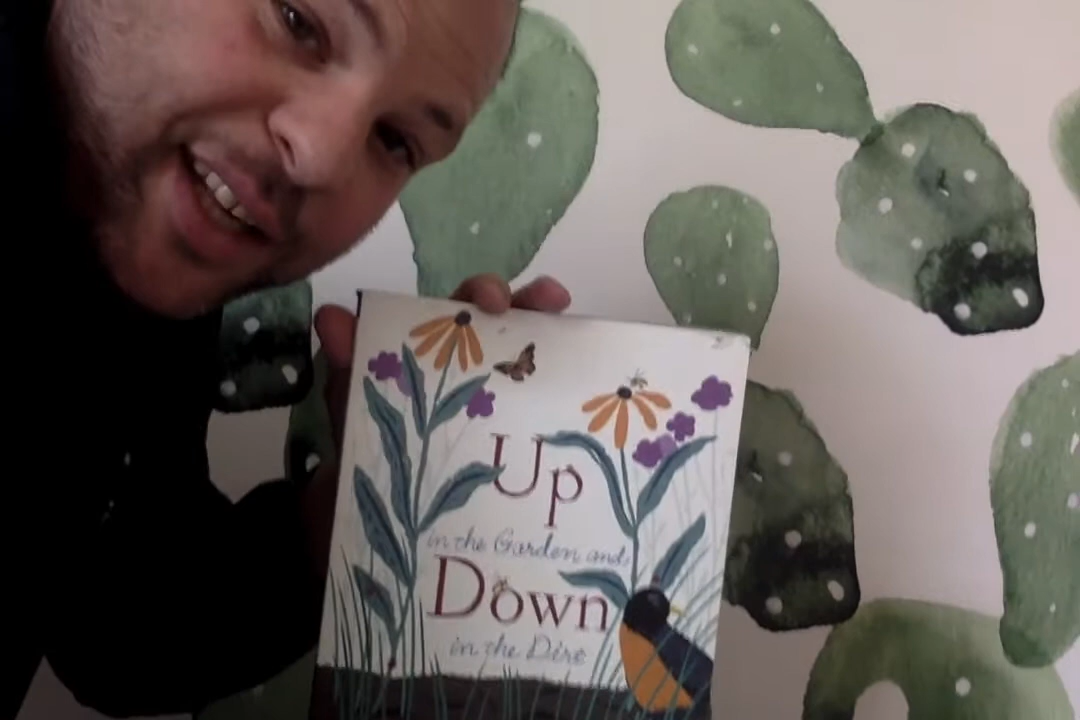 Up
in the Garden and
Down
in the Dirt